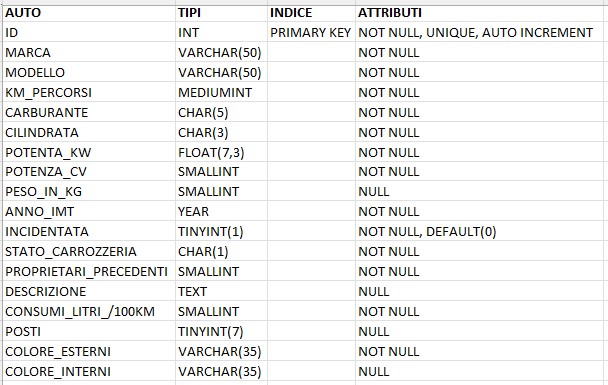 AUTO TIPI INDICE ATTRIBUTI
ID INT PRIMARY KEY NOT NULL, UNIQUE, AUTO INCREMENT
MARCA VARCHAR(50) NOT NULL
MODELLO VARCHAR(50) NOT NULL
KM_PERCORSI MEDIUMINT NOT NULL
CARBURANTE CHAR(5) NOT NULL
CILINDRATA CHAR(3) NOT NULL
POTENTA_KW FLOAT(7,3) NOT NULL
POTENZA_CV SMALLINT NOT NULL
PESO_IN_KG SMALLINT NULL
ANNO_IMT YEAR NOT NULL
INCIDENTATA TINYINT(1) NOT NULL, DEFAULT(0)
STATO_CARROZZERIA CHAR(1) NOT NULL
PROPRIETARI_PRECEDENTI SMALLINT NOT NULL
DESCRIZIONE TEXT NULL
CONSUMI_LITRI_/100KM SMALLINT NOT NULL
POSTI TINYINT(7) NULL
COLORE_ESTERNI VARCHAR(35) NOT NULL
COLORE_INTERNI VARCHAR(35) NULL